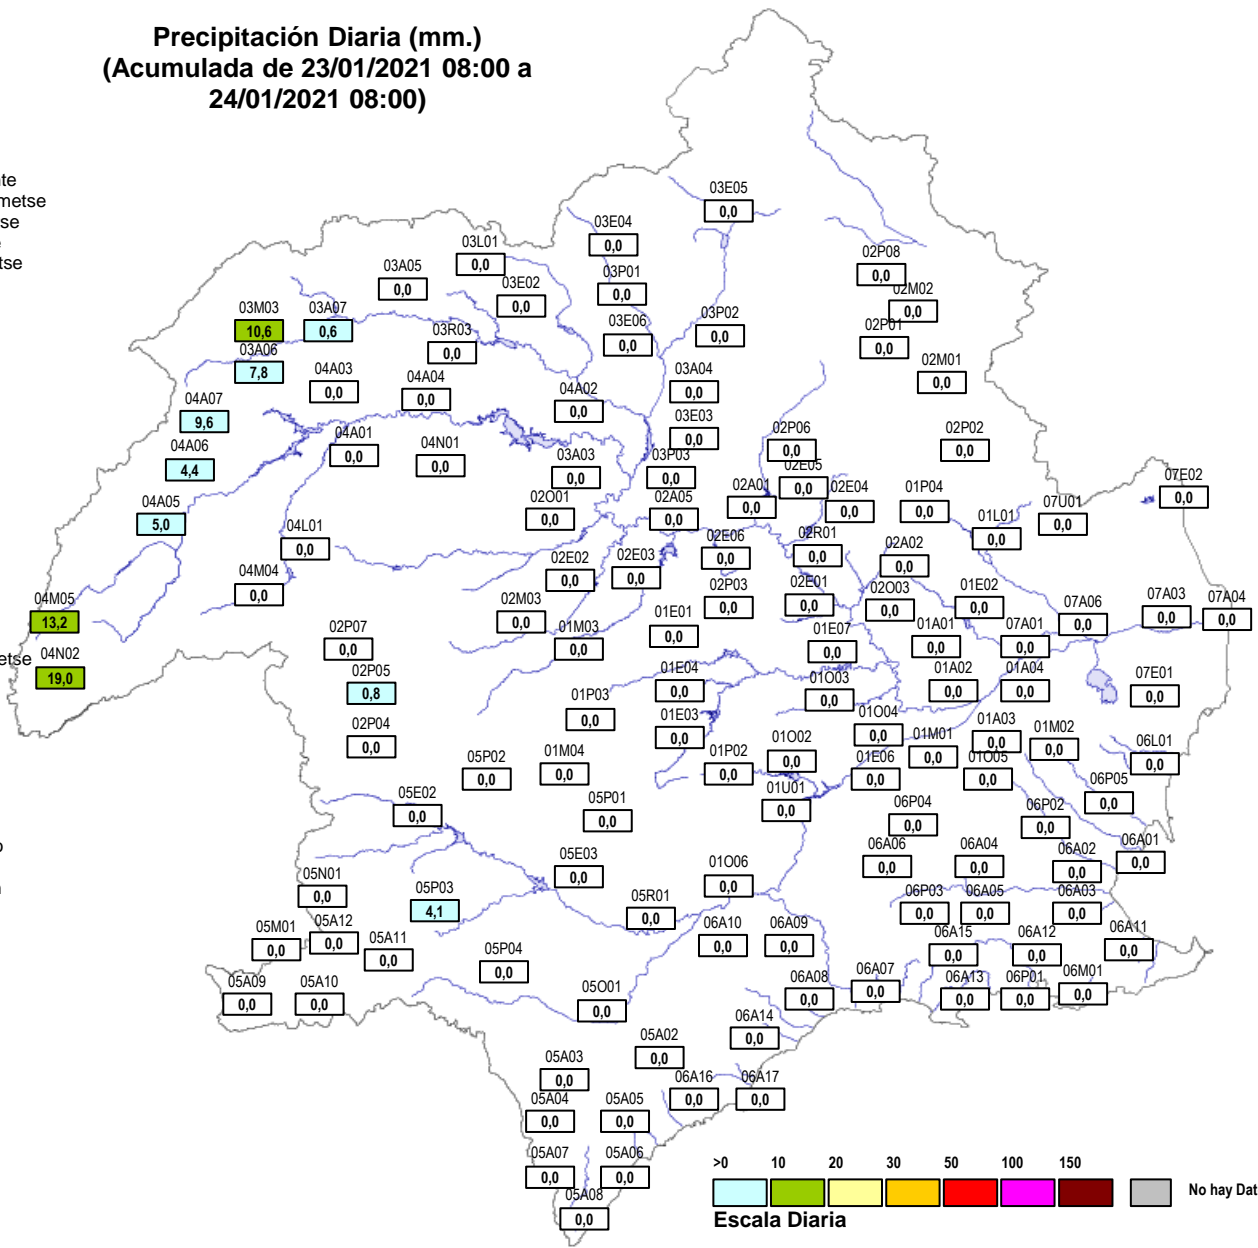 Precipitación Diaria (mm.)
(Acumulada de 23/01/2021 08:00 a
24/01/2021 08:00)
metse
03E05
0,0
03E04
0,0
03L01
0,0
02P08
0,0
03A05
0,0
03P01
0,0
03E02
0,0
02M02
0,0
03M03
10,6
03A07
0,6
03P02
0,0
03E06
0,0
03R03
0,0
02P01
0,0
03A06
7,8
04A03
0,0
04A04
0,0
03A04
0,0
02M01
0,0
04A07
9,6
04A02
0,0
03E03
0,0
04A01
0,0
04N01
0,0
02P06
0,0
02P02
0,0
04A06
4,4
03A03
0,0
03P03
0,0
02E05
0,0
07E02
0,0
04A05
5,0
02O01
0,0
02A05
0,0
02A01
0,0
02E04
0,0
01P04
0,0
01L01
0,0
07U01
0,0
04L01
0,0
02E06
0,0
02R01
0,0
02A02
0,0
02E02
0,0
02E03
0,0
04M04
0,0
02P03
0,0
02E01
0,0
02O03
0,0
01E02
0,0
07A03
0,0
07A04
0,0
04M05
13,2
02M03
0,0
01E01
0,0
07A06
0,0
02P07
0,0
01M03
0,0
01E07
0,0
01A01
0,0
07A01
0,0
etse
04N02
19,0
02P05
0,8
01E04
0,0
01O03
0,0
01A02
0,0
01A04
0,0
07E01
0,0
01P03
0,0
02P04
0,0
01E03
0,0
01O04
0,0
01A03
0,0
01M02
0,0
05P02
0,0
01M04
0,0
01P02
0,0
01O02
0,0
01M01
0,0
06L01
0,0
01E06
0,0
01O05
0,0
05E02
0,0
05P01
0,0
01U01
0,0
06P04
0,0
06P05
0,0
06P02
0,0
05E03
0,0
01O06
0,0
06A06
0,0
06A04
0,0
06A02
0,0
06A01
0,0
05N01
0,0
05P03
4,1
05R01
0,0
06P03
0,0
06A05
0,0
06A03
0,0
05M01
0,0
05A12
0,0
05A11
0,0
05P04
0,0
06A10
0,0
06A09
0,0
06A15
0,0
06A12
0,0
06A11
0,0
05A09
0,0
05A10
0,0
05O01
0,0
06A08
0,0
06A07
0,0
06A13
0,0
06P01
0,0
06M01
0,0
06A14
0,0
05A02
0,0
05A03
0,0
06A16
0,0
06A17
0,0
05A04
0,0
05A05
0,0
05A07
0,0
05A06
0,0
05A08
0,0
>0 10 20 30 50 100 150
No hay Dat
Escala Diaria